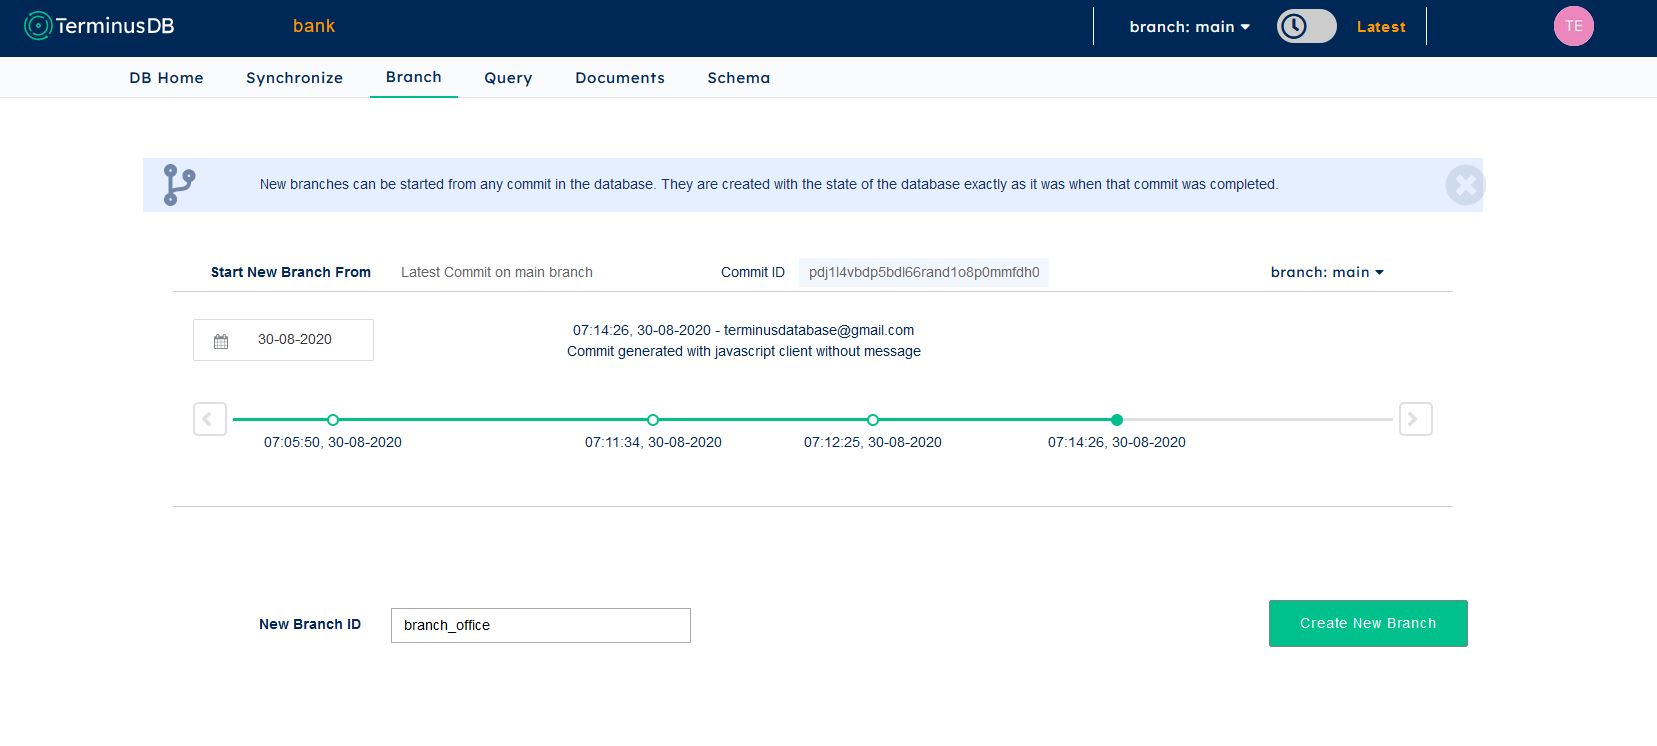 TerminusDB bank branch: main Latest TE
DB Home Synchronize Branch Query Documents Schema
New branches can be started from any commit in the database. They are created with the state of the database exactly as it was when that commit was completed.
Start New Branch From Latest Commit on main branch Commit ID pdj1l4vbdp5bdl66rand1o8p0mmfdh0 branch: main
30-08-2020
07:14:26, 30-08-2020 - terminusdatabase@gmail.com
Commit generated with javascript client without message
07:05:50, 30-08-2020 07:11:34, 30-08-2020 07:12:25, 30-08-2020 07:14:26, 30-08-2020
New Branch ID branch_office Create New Branch